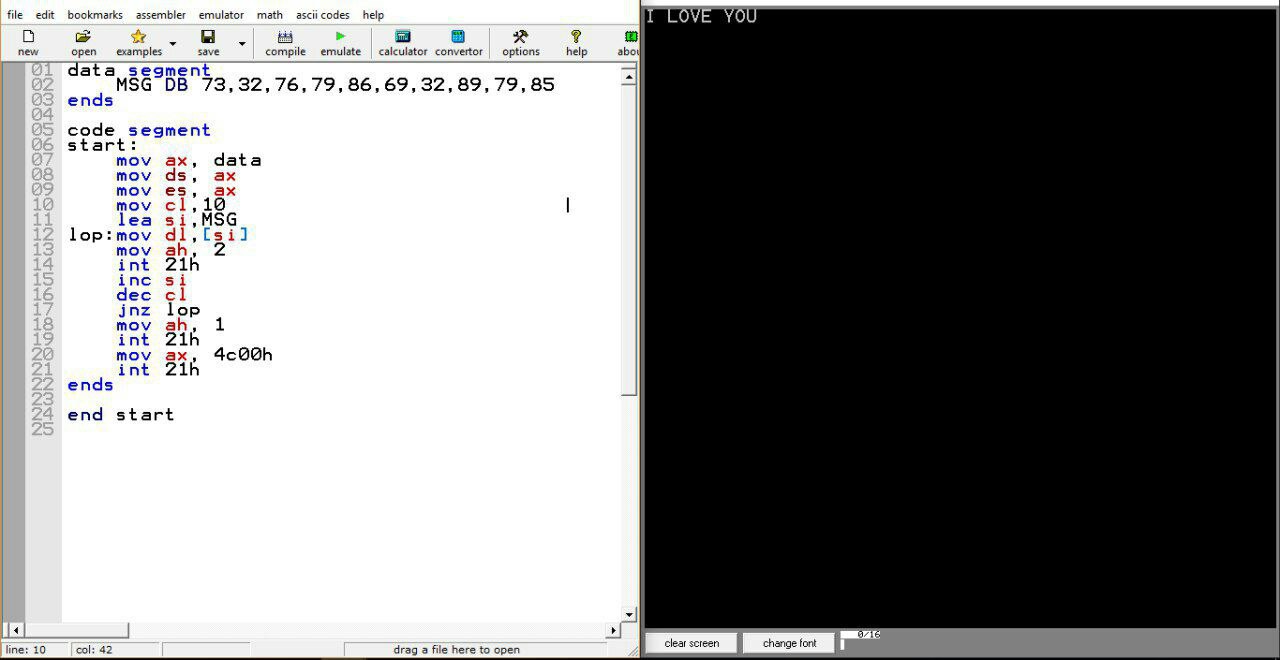 file edit bookmarks assembler emulator math ascii codes help
new open examples save compile emulate calculator convertor options help
01 data segment
02 MSG DB 73,32,76,79,86,69,32,89,79,85
03 ends
04
05 code segment
06 start:
07 mov ax, data
08 mov ds, ax
09 mov es, ax
10 mov cl,10
11 lea si,MSG
12 lop:mov dl,[si]
13 mov ah, 2
14 int 21h
15 inc si
16 dec cl
17 jnz lop
18 mov ah, 1
19 int 21h
20 mov ax, 4c00h
21 int 21h
22 ends
23
24 end start
25
line: 10 col: 42 drag a file here to open
I LOVE YOU
clear screen change font 0/16